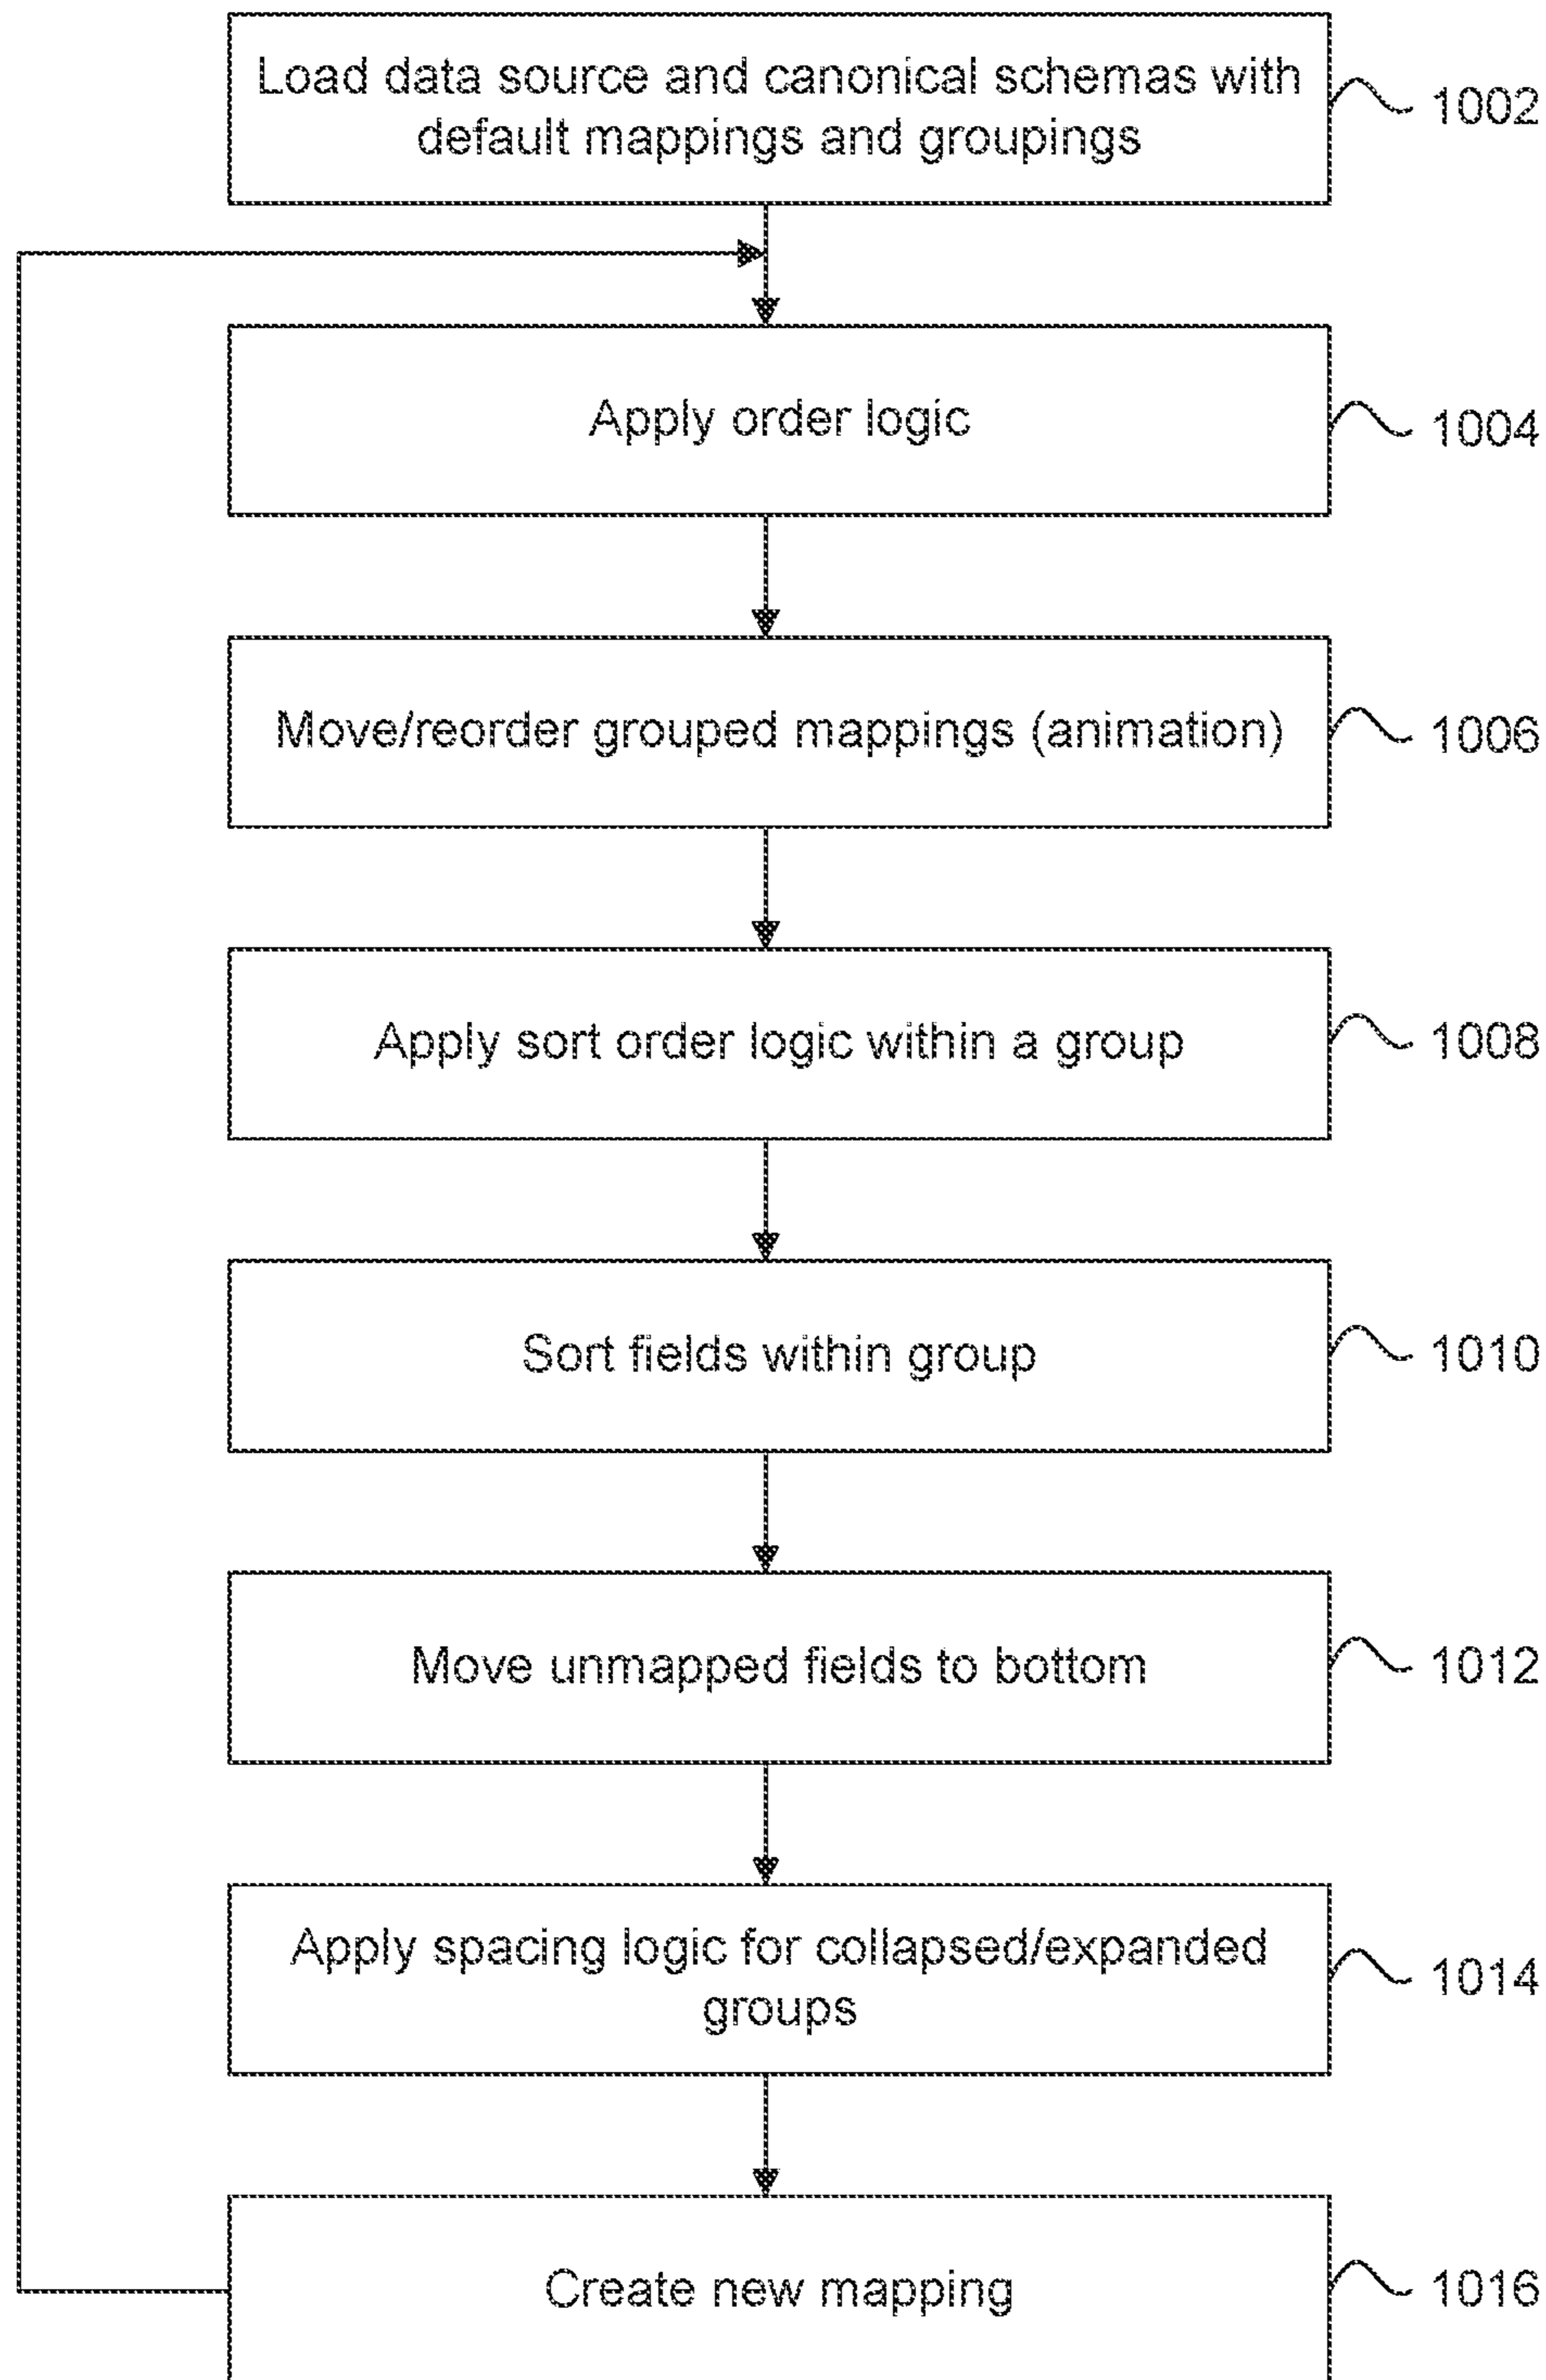 Load data source and canonical schemas with
default mappings and groupings
1002
Apply order logic
1004
Move/reorder grouped mappings (animation)
1006
Apply sort order logic within a group
1008
Sort fields within group
1010
Move unmapped fields to bottom
1012
Apply spacing logic for collapsed/expanded
groups
1014
Create new mapping
1016